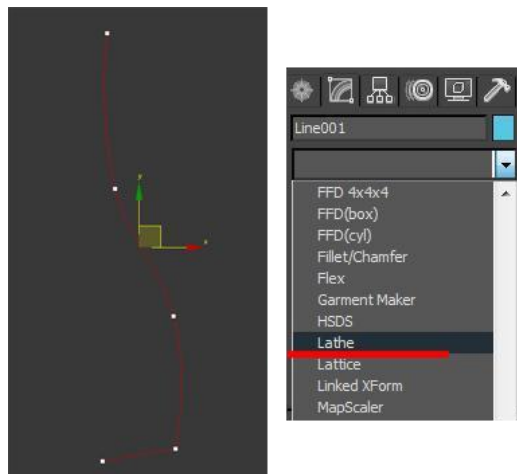 y
x
Line001
FFD 4x4x4
FFD(box)
FFD(cyl)
Fillet/Chamfer
Flex
Garment Maker
HSDS
Lathe
Lattice
Linked XForm
MapScaler